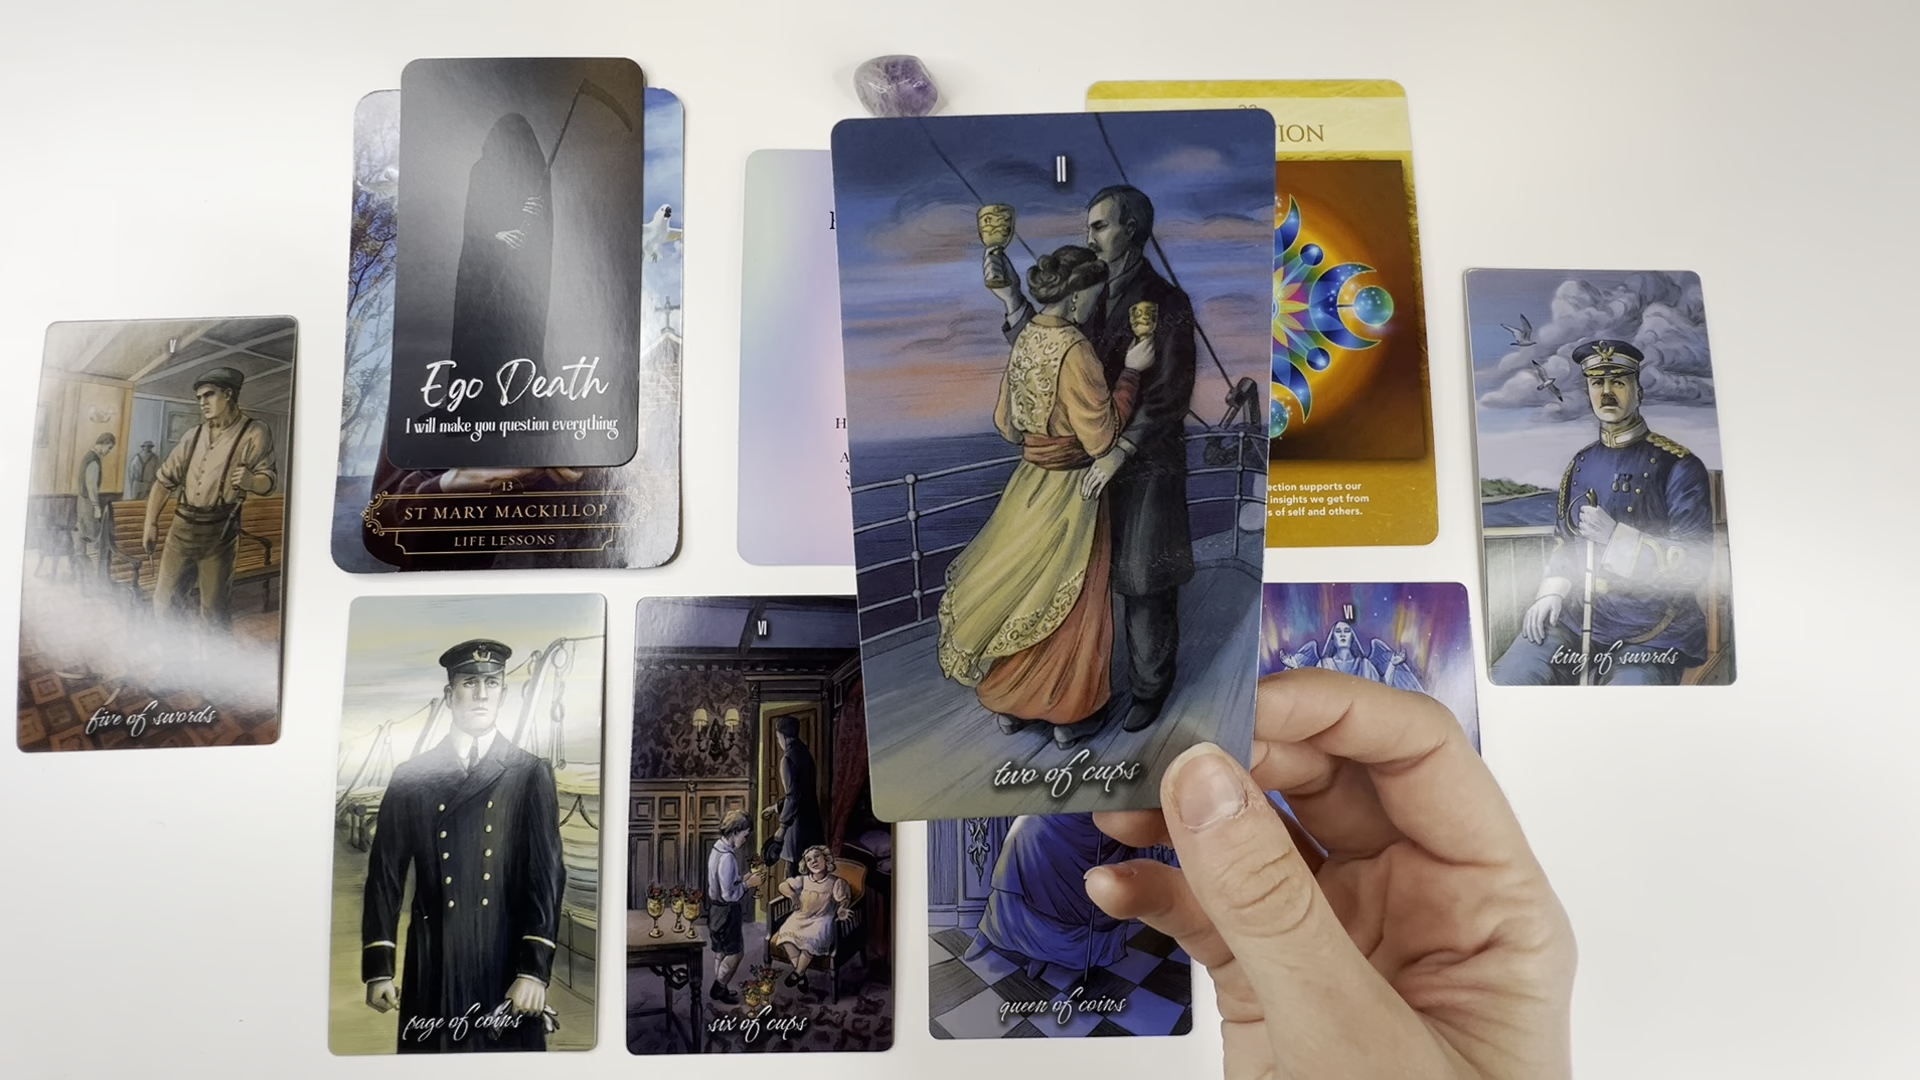 Ego Death
I will make you question everything
13
ST MARY MACKILLOP
LIFE LESSONS
II
two of cups
ection supports our
insights we get from
s of self and others.
V
five of swords
king of swords
page of coins
VI
six of cups
queen of coins
VI